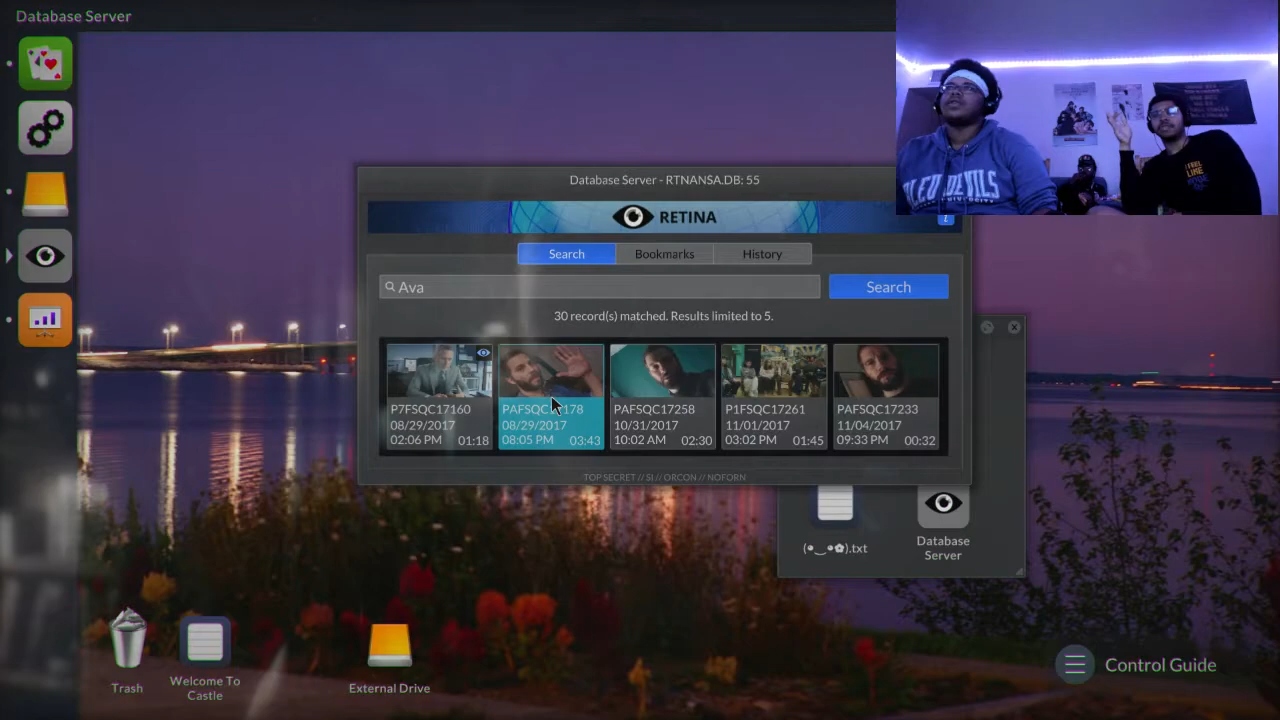 Database Server
Database Server - RTNANSA.DB: 55
RETINA
Search
Bookmarks
History
Ava
Search
30 record(s) matched. Results limited to 5.
P7FSQC17160
08/29/2017
02:06 PM 01:18
08/29/2017
08:05 PM 03:43
PAFSQC17258
10/31/2017
10:02 AM 02:30
P1FSQC17261
11/01/2017
03:02 PM 01:45
PAFSQC17233
11/04/2017
09:33 PM 00:32
TOP SECRET // SI // ORCON // NOFORN
(•‿•✿).txt
Database
Server
Trash
Welcome To
Castle
External Drive
Control Guide
DEVILS
FEEL
LIKE